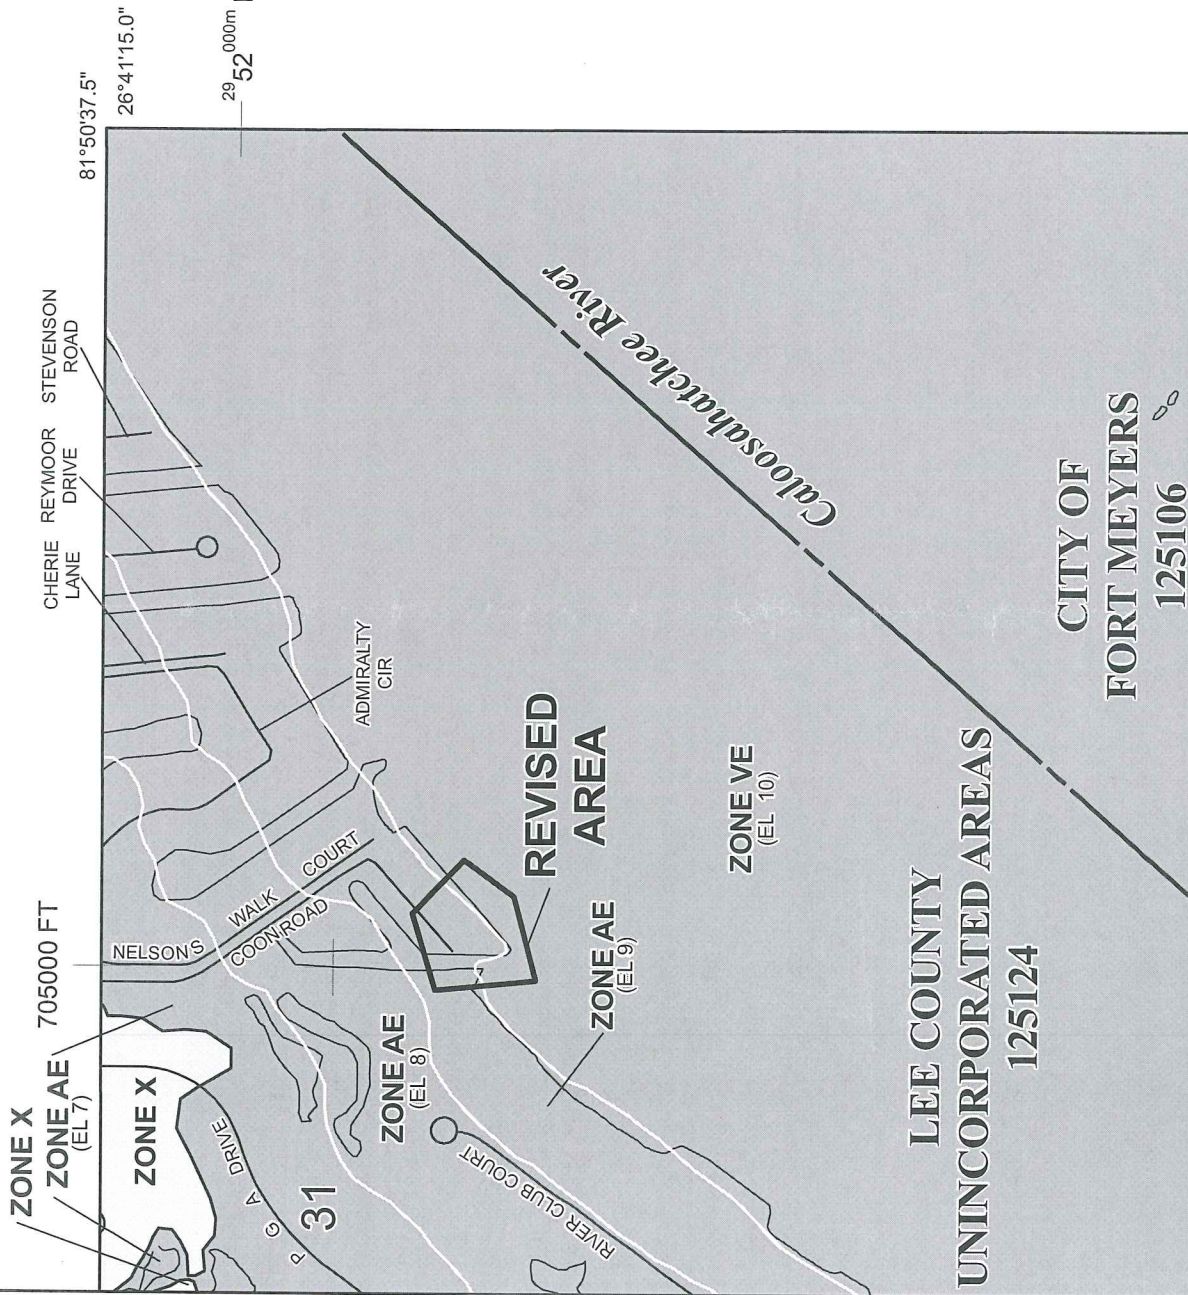 81°50'37.5"
26°41'15.0"
29 52 000m
STEVENSON
ROAD
REYMOOR
DRIVE
CHERIE
LANE
705000 FT
ZONE X
ZONE AE
(EL 7)
ZONE X
NELSON'S
WALK
COURT
COON ROAD
ADMIRALTY
CIR
P G A DRIVE
31
ZONE AE
(EL 8)
RIVER CLUB COURT
REVISED
AREA
ZONE AE
(EL 9)
ZONE VE
(EL 10)
Caloosahatchee River
LEE COUNTY
UNINCORPORATED AREAS
125124
CITY OF
FORT MEYERS
125106